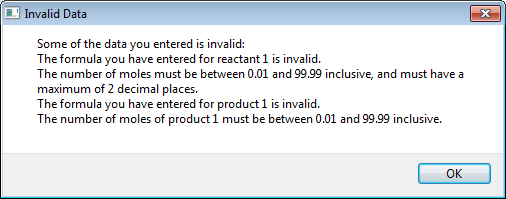 Invalid Data
Some of the data you entered is invalid:
The formula you have entered for reactant 1 is invalid.
The number of moles must be between 0.01 and 99.99 inclusive, and must have a
maximum of 2 decimal places.
The formula you have entered for product 1 is invalid.
The number of moles of product 1 must be between 0.01 and 99.99 inclusive.
OK